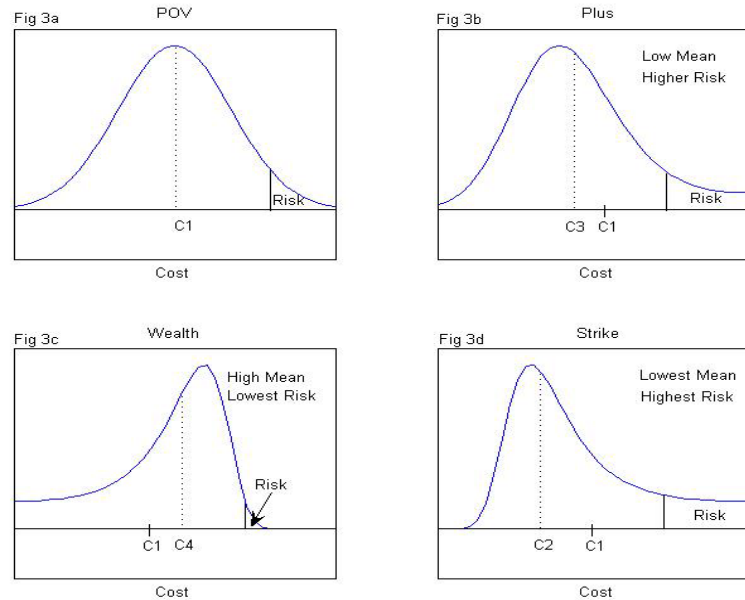 Fig 3a
POV
Risk
C1
Cost
Fig 3b
Plus
Low Mean
Higher Risk
Risk
C3
C1
Cost
Fig 3c
Wealth
High Mean
Lowest Risk
Risk
C1
C4
Cost
Fig 3d
Strike
Lowest Mean
Highest Risk
Risk
C2
C1
Cost